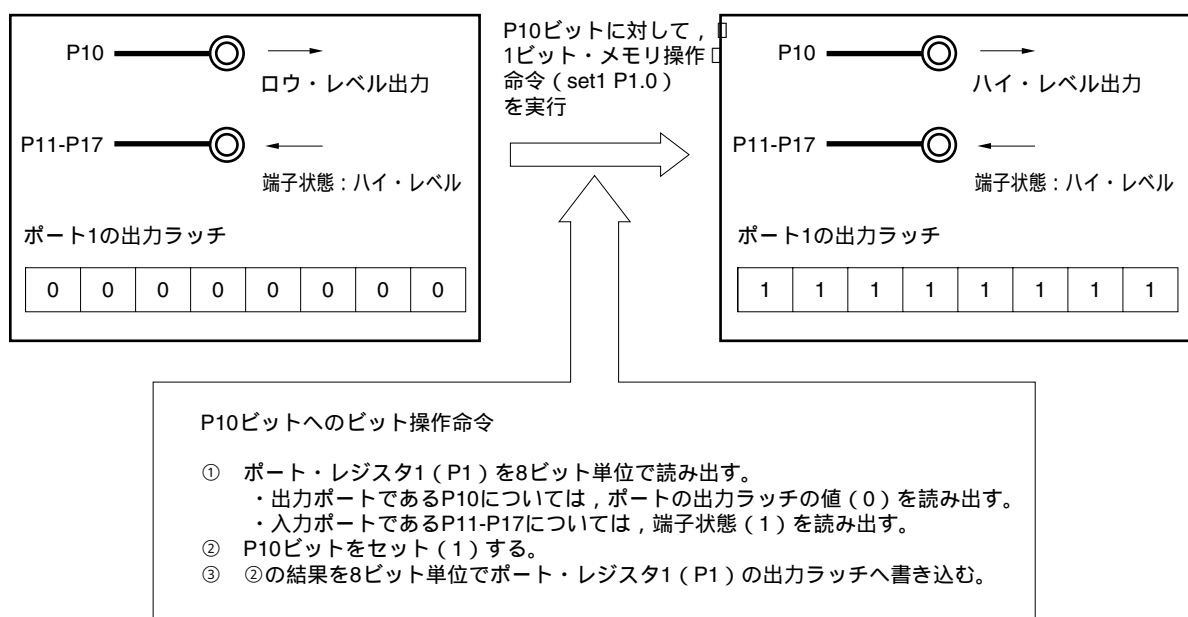 P10
ロウ・レベル出力
P11-P17
端子状態：ハイ・レベル
ポート1の出力ラッチ
0 0 0 0 0 0 0 0
P10ビットに対して，
1ビット・メモリ操作
命令（set1 P1.0）
を実行
P10
ハイ・レベル出力
P11-P17
端子状態：ハイ・レベル
ポート1の出力ラッチ
1 1 1 1 1 1 1 1
P10ビットへのビット操作命令
① ポート・レジスタ1（P1）を8ビット単位で読み出す。
・出力ポートであるP10については，ポートの出力ラッチの値（0）を読み出す。
・入力ポートであるP11-P17については，端子状態（1）を読み出す。
② P10ビットをセット（1）する。
③ ②の結果を8ビット単位でポート・レジスタ1（P1）の出力ラッチへ書き込む。